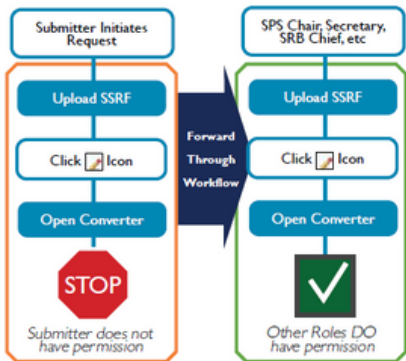 Submitter Initiates
Request
Upload SSRF
Click Icon
Open Converter
STOP
Submitter does not
have permission
Forward
Through
Workflow
SPS Chair, Secretary,
SRB Chief, etc
Upload SSRF
Click Icon
Open Converter
Other Roles DO
have permission